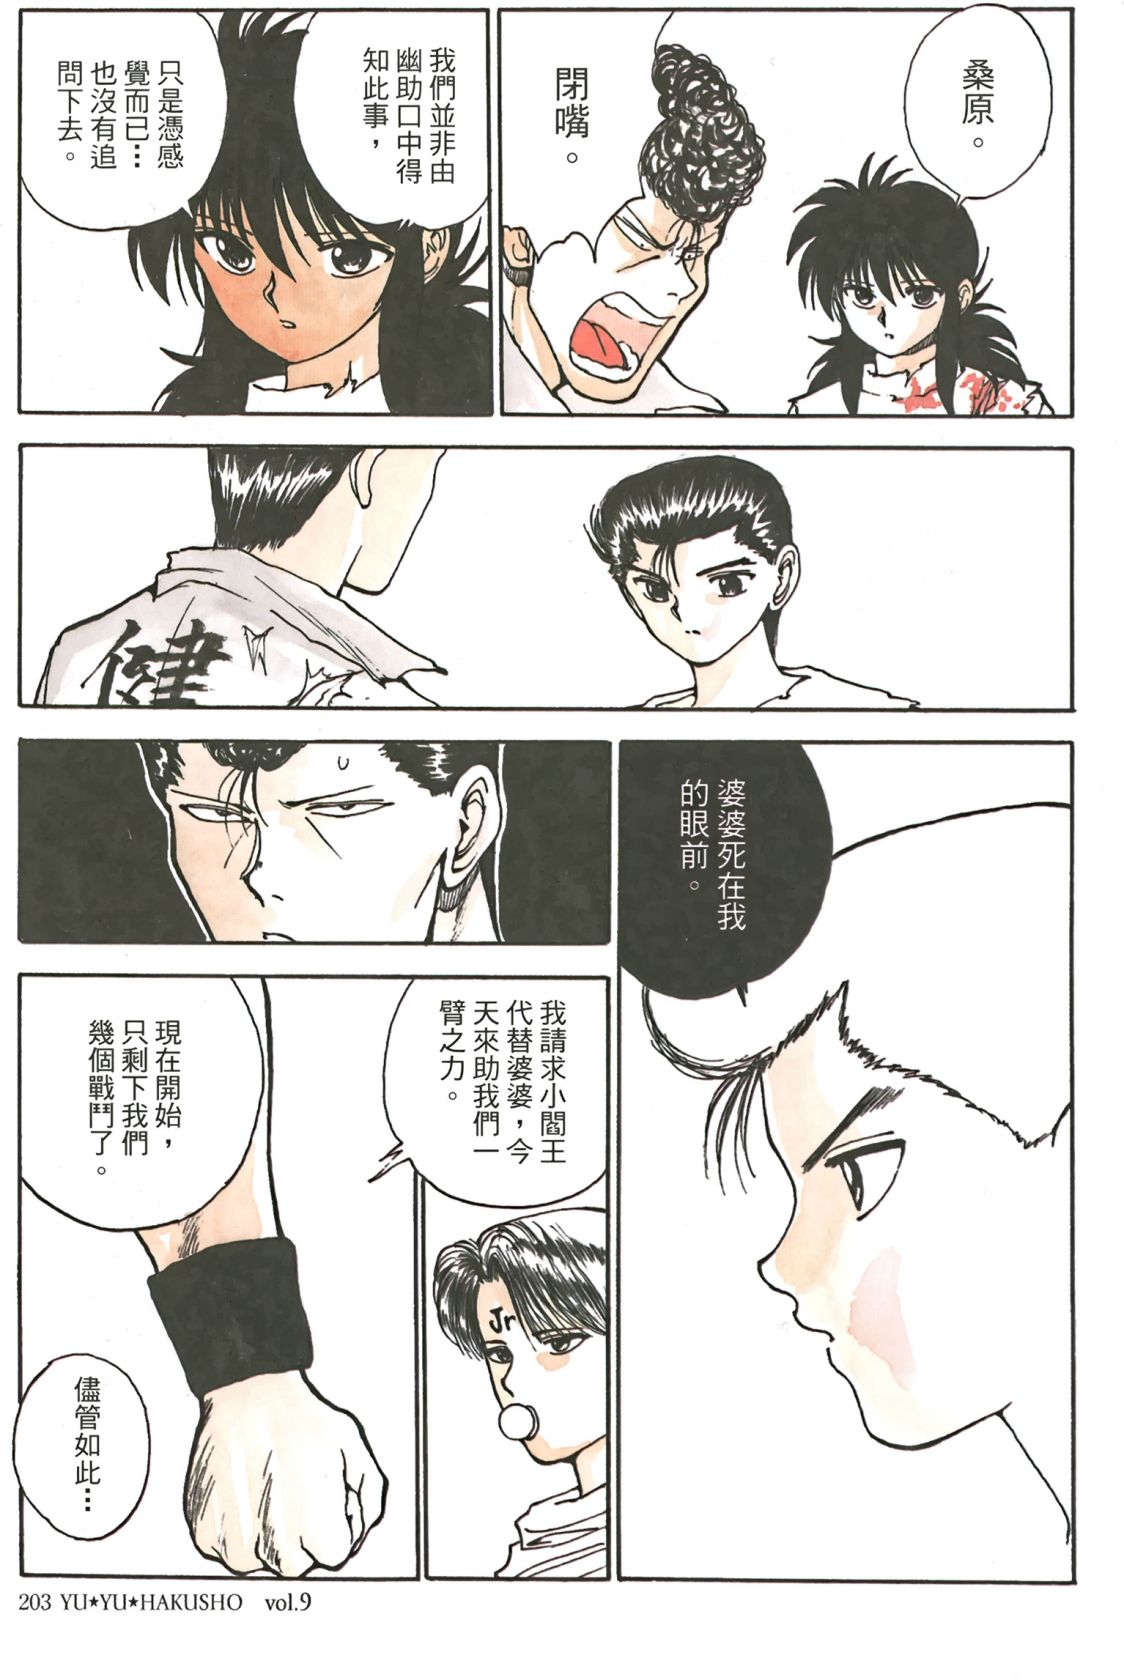 桑原。
閉嘴。
我們並非由
幽助口中得
知此事，
只是憑感
覺而已…
也沒有追
問下去。
健
婆婆死在我
的眼前。
我請求小閻王
代替婆婆，今
天來助我們一
臂之力。
Jr
現在開始，
只剩下我們
幾個戰鬥了。
儘管如此…
203 YU★YU★HAKUSHO vol.9